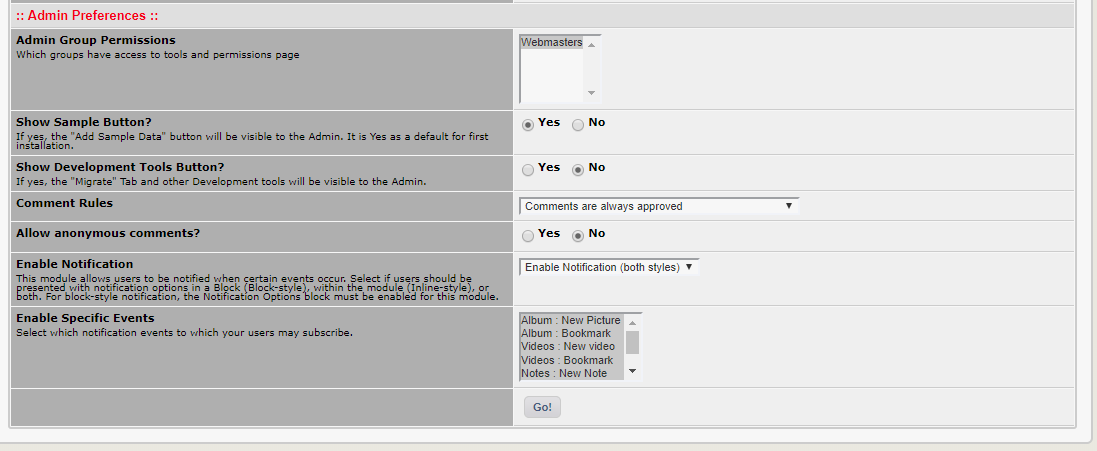 :: Admin Preferences ::
Admin Group Permissions
Which groups have access to tools and permissions page
Webmasters
Show Sample Button?
If yes, the "Add Sample Data" button will be visible to the Admin. It is Yes as a default for first
installation.
Yes No
Show Development Tools Button?
If yes, the "Migrate" Tab and other Development tools will be visible to the Admin.
Yes No
Comment Rules
Comments are always approved
Allow anonymous comments?
Yes No
Enable Notification
This module allows users to be notified when certain events occur. Select if users should be
presented with notification options in a Block (Block-style), within the module (Inline-style), or
both. For block-style notification, the Notification Options block must be enabled for this module.
Enable Notification (both styles)
Enable Specific Events
Select which notification events to which your users may subscribe.
Album : New Picture
Album : Bookmark
Videos : New video
Videos : Bookmark
Notes : New Note
Go!